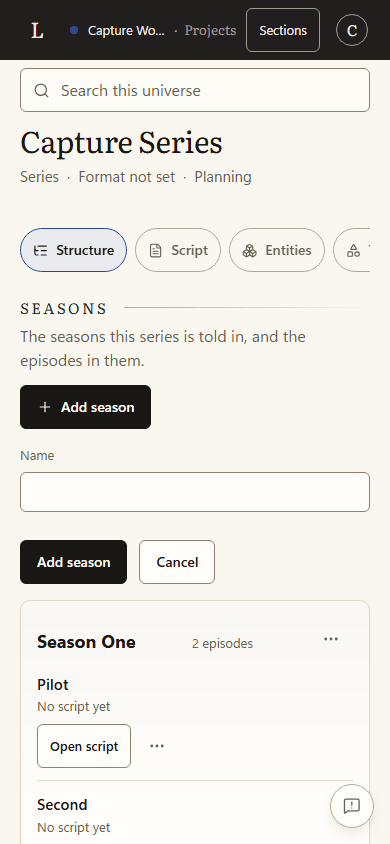 L Capture Wo... · Projects Sections C
Search this universe
Capture Series
Series · Format not set · Planning
Structure Script Entities
SEASONS
The seasons this series is told in, and the
episodes in them.
+ Add season
Name
Add season Cancel
Season One 2 episodes ...
Pilot
No script yet
Open script ...
Second
No script yet